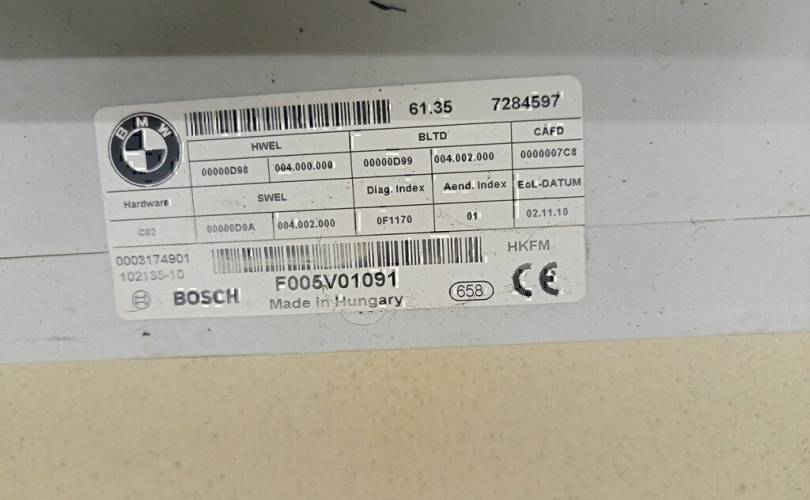 BMW
61.35 7284597
HWEL BLTD CAFD
00000D98 004.000.000 00000D99 004.002.000 0000007C8
Hardware SWEL Diag. Index Aend. Index EoL-DATUM
C02 00000D9A 004.002.000 0F1170 01 02.11.10
0003174901 HKFM
102135-10 F005V01091
BOSCH Made in Hungary 658 CE